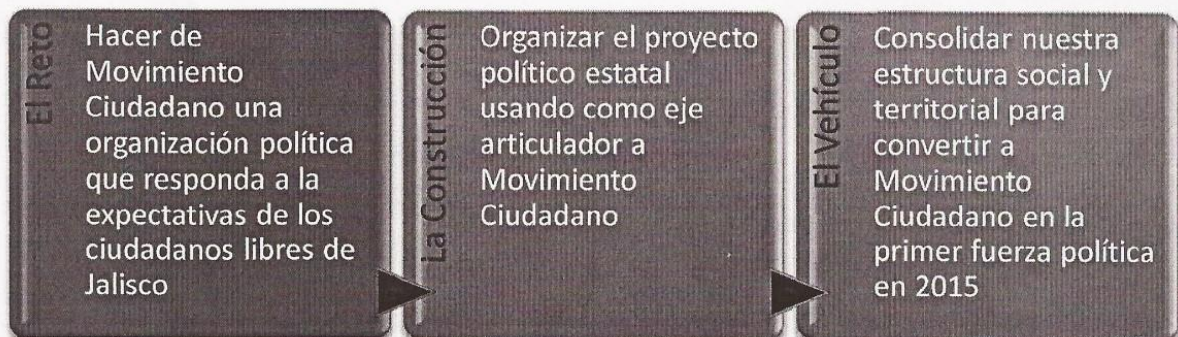 El Reto
Hacer de
Movimiento
Ciudadano una
organización política
que responda a la
expectativas de los
ciudadanos libres de
Jalisco
La Construcción
Organizar el proyecto
político estatal
usando como eje
articulador a
Movimiento
Ciudadano
El Vehículo
Consolidar nuestra
estructura social y
territorial para
convertir a
Movimiento
Ciudadano en la
primer fuerza política
en 2015